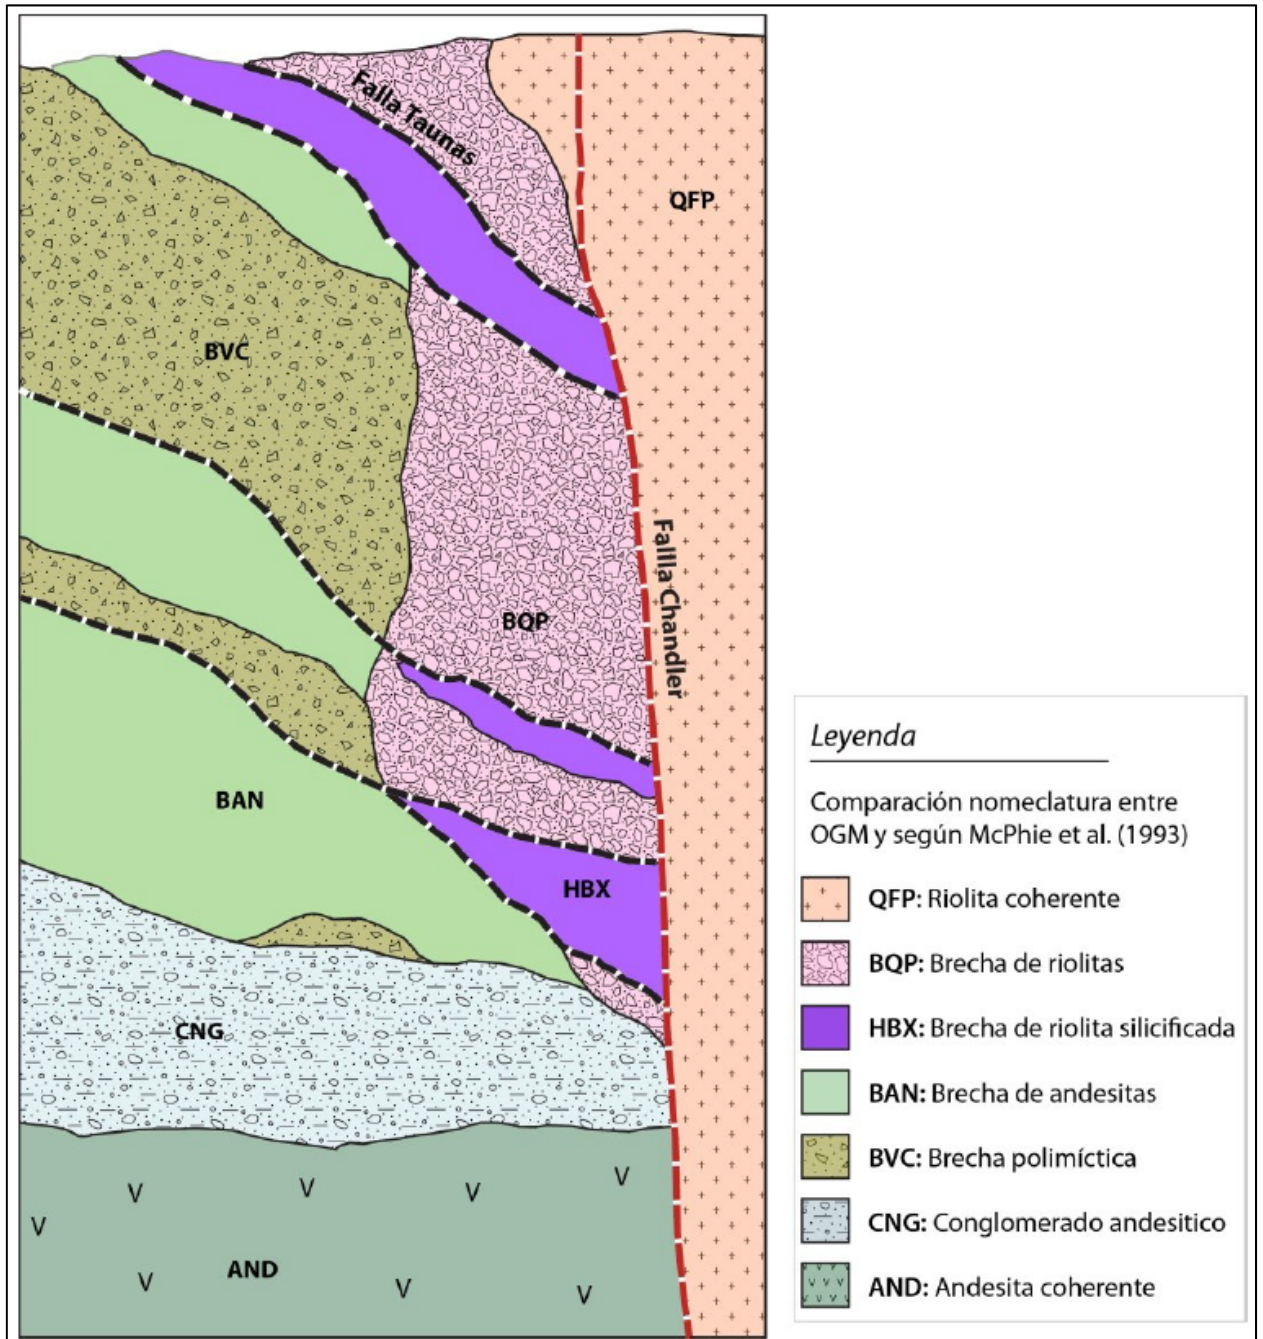 Falla Taunas
QFP
BVC
Fallla Chandler
BQP
BAN
HBX
CNG
V V V V
V
AND
V V V
Leyenda
Comparación nomeclatura entre
OGM y según McPhie et al. (1993)
QFP: Riolita coherente
BQP: Brecha de riolitas
HBX: Brecha de riolita silicificada
BAN: Brecha de andesitas
BVC: Brecha polimíctica
CNG: Conglomerado andesitico
AND: Andesita coherente